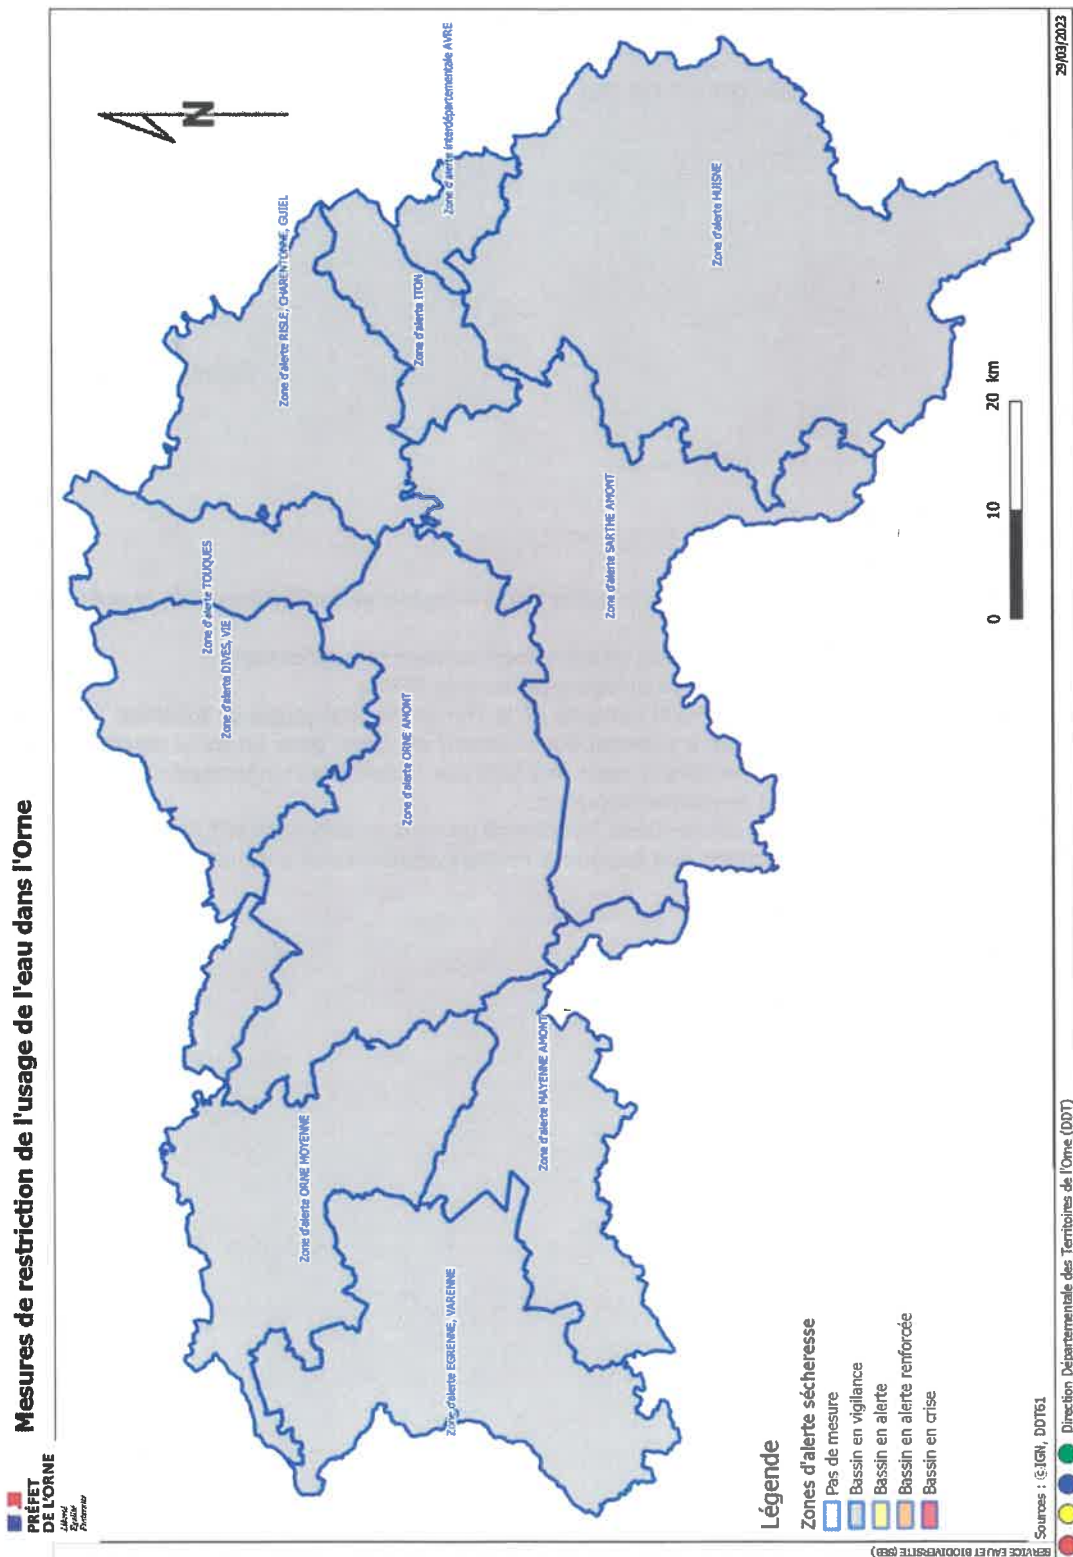 PRÉFET
DE L'ORNE
Liberté
Égalité
Fraternité
Mesures de restriction de l'usage de l'eau dans l'Orne
N
Zone d'alerte interdépartementale AVRE
Zone d'alerte RISLE, CHARENTONNE, GUIEL
Zone d'alerte ITON
Zone d'alerte HUISNE
Zone d'alerte TOUQUES
Zone d'alerte DIVES, VIE
Zone d'alerte ORNE AMONT
Zone d'alerte SARTHE AMONT
Zone d'alerte ORNE MOYENNE
Zone d'alerte MAYENNE AMONT
Zone d'alerte EGRENNE, VARENNE
0 10 20 km
Légende
Zones d'alerte sécheresse
Pas de mesure
Bassin en vigilance
Bassin en alerte
Bassin en alerte renforcée
Bassin en crise
SERVICE EAU ET BIODIVERSITE (SEB)
Sources : ©IGN, DDT61
Direction Départementale des Territoires de l'Orne (DDT)
29/03/2023